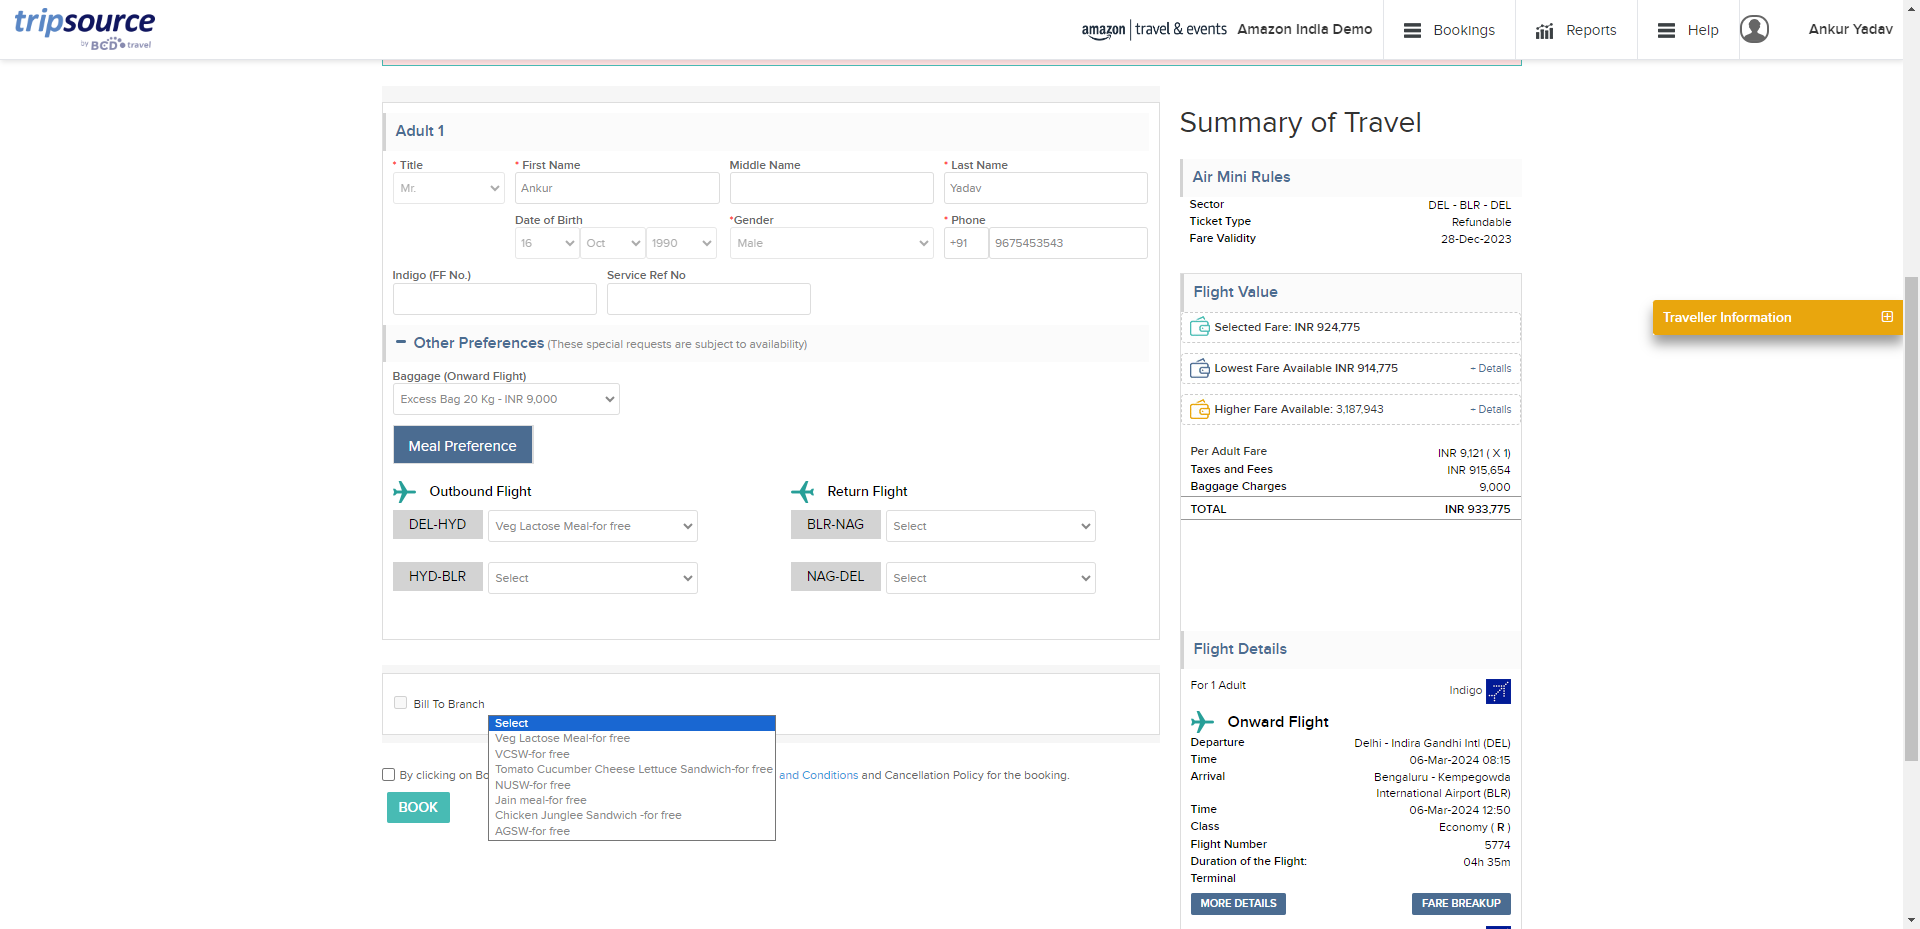 tripsource
by BCD travel
amazon travel & events
Amazon India Demo
Bookings
Reports
Help
Ankur Yadav
Adult 1
* Title
* First Name
Middle Name
* Last Name
Mr.
Ankur
Yadav
Date of Birth
*Gender
* Phone
16
Oct
1990
Male
+91
9675453543
Indigo (FF No.)
Service Ref No
Other Preferences (These special requests are subject to availability)
Baggage (Onward Flight)
Excess Bag 20 Kg - INR 9,000
Meal Preference
Outbound Flight
Return Flight
DEL-HYD
Veg Lactose Meal-for free
BLR-NAG
Select
HYD-BLR
Select
NAG-DEL
Select
Bill To Branch
Select
Veg Lactose Meal-for free
VCSW-for free
Tomato Cucumber Cheese Lettuce Sandwich-for free
NUSW-for free
Jain meal-for free
Chicken Junglee Sandwich -for free
AGSW-for free
By clicking on Bo
and Conditions and Cancellation Policy for the booking.
BOOK
Summary of Travel
Air Mini Rules
Sector DEL - BLR - DEL
Ticket Type Refundable
Fare Validity 28-Dec-2023
Flight Value
Selected Fare: INR 924,775
Lowest Fare Available INR 914,775 - Details
Higher Fare Available: 3,187,943 - Details
Per Adult Fare INR 9,121 ( X 1)
Taxes and Fees INR 915,654
Baggage Charges 9,000
TOTAL INR 933,775
Flight Details
For 1 Adult Indigo
Onward Flight
Departure Delhi - Indira Gandhi Intl (DEL)
Time 06-Mar-2024 08:15
Arrival Bengaluru - Kempegowda
International Airport (BLR)
Time 06-Mar-2024 12:50
Class Economy ( R )
Flight Number 5774
Duration of the Flight: 04h 35m
Terminal
MORE DETAILS
FARE BREAKUP
Traveller Information